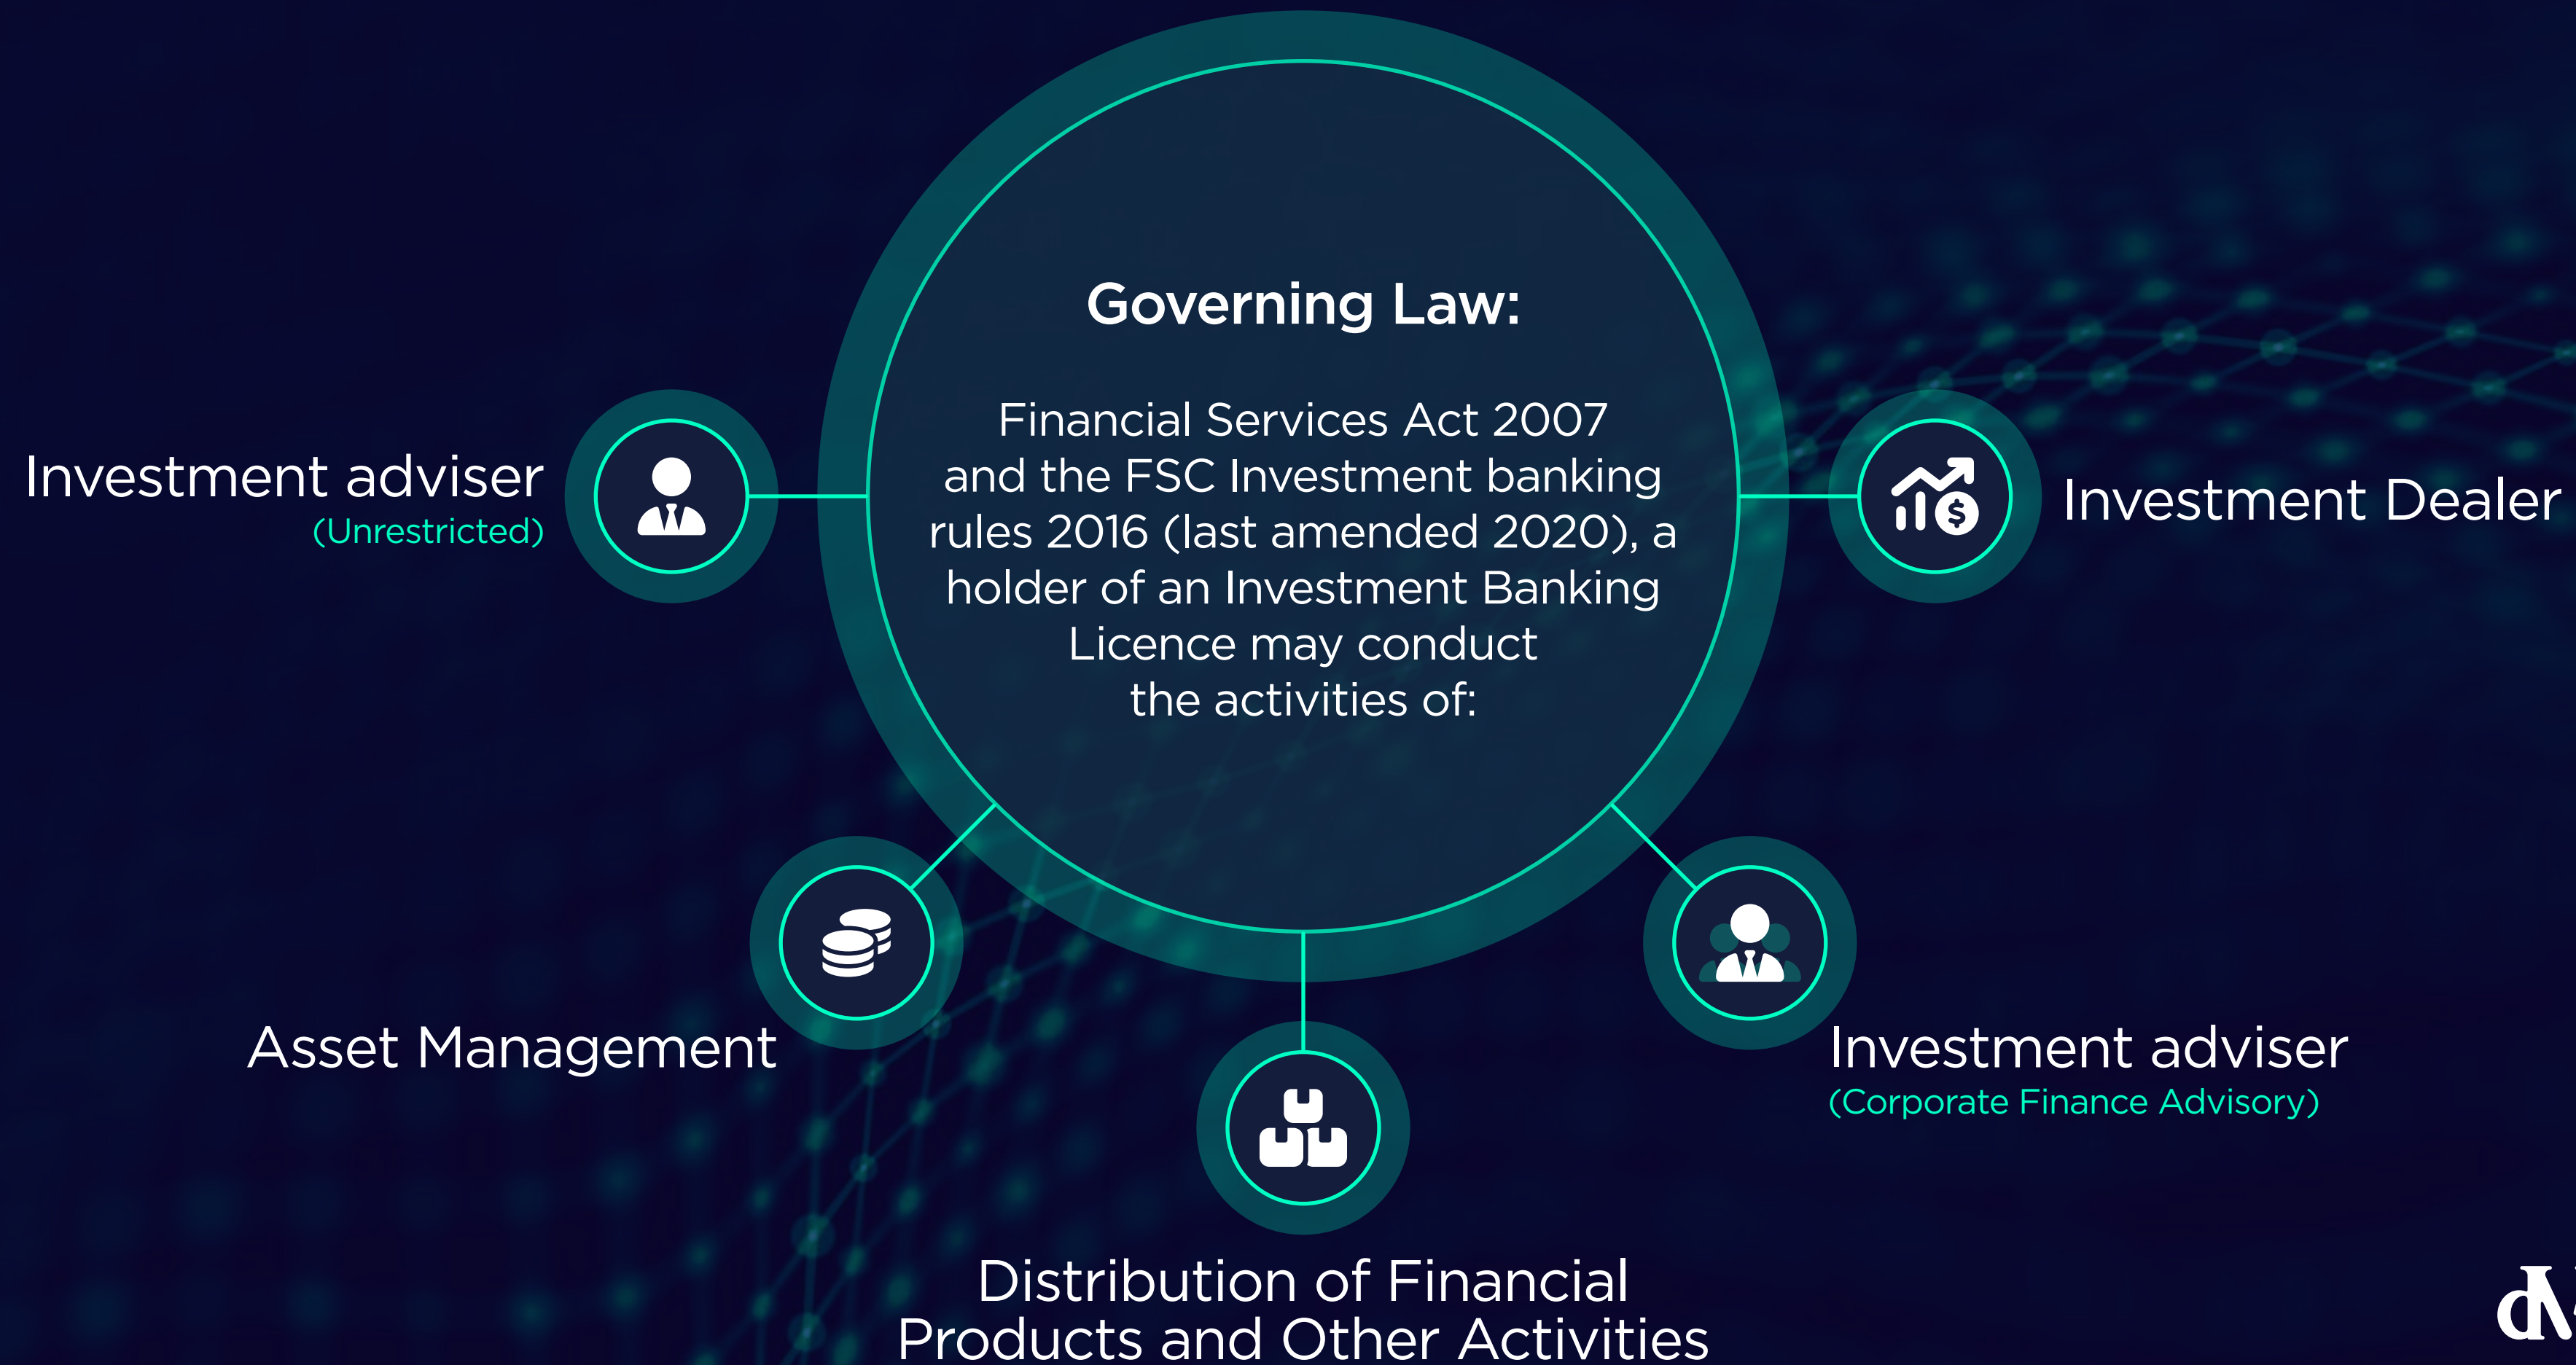 Governing Law:
Financial Services Act 2007
and the FSC Investment banking
rules 2016 (last amended 2020), a
holder of an Investment Banking
Licence may conduct
the activities of:
Investment adviser
(Unrestricted)
Investment Dealer
Asset Management
Investment adviser
(Corporate Finance Advisory)
Distribution of Financial
Products and Other Activities